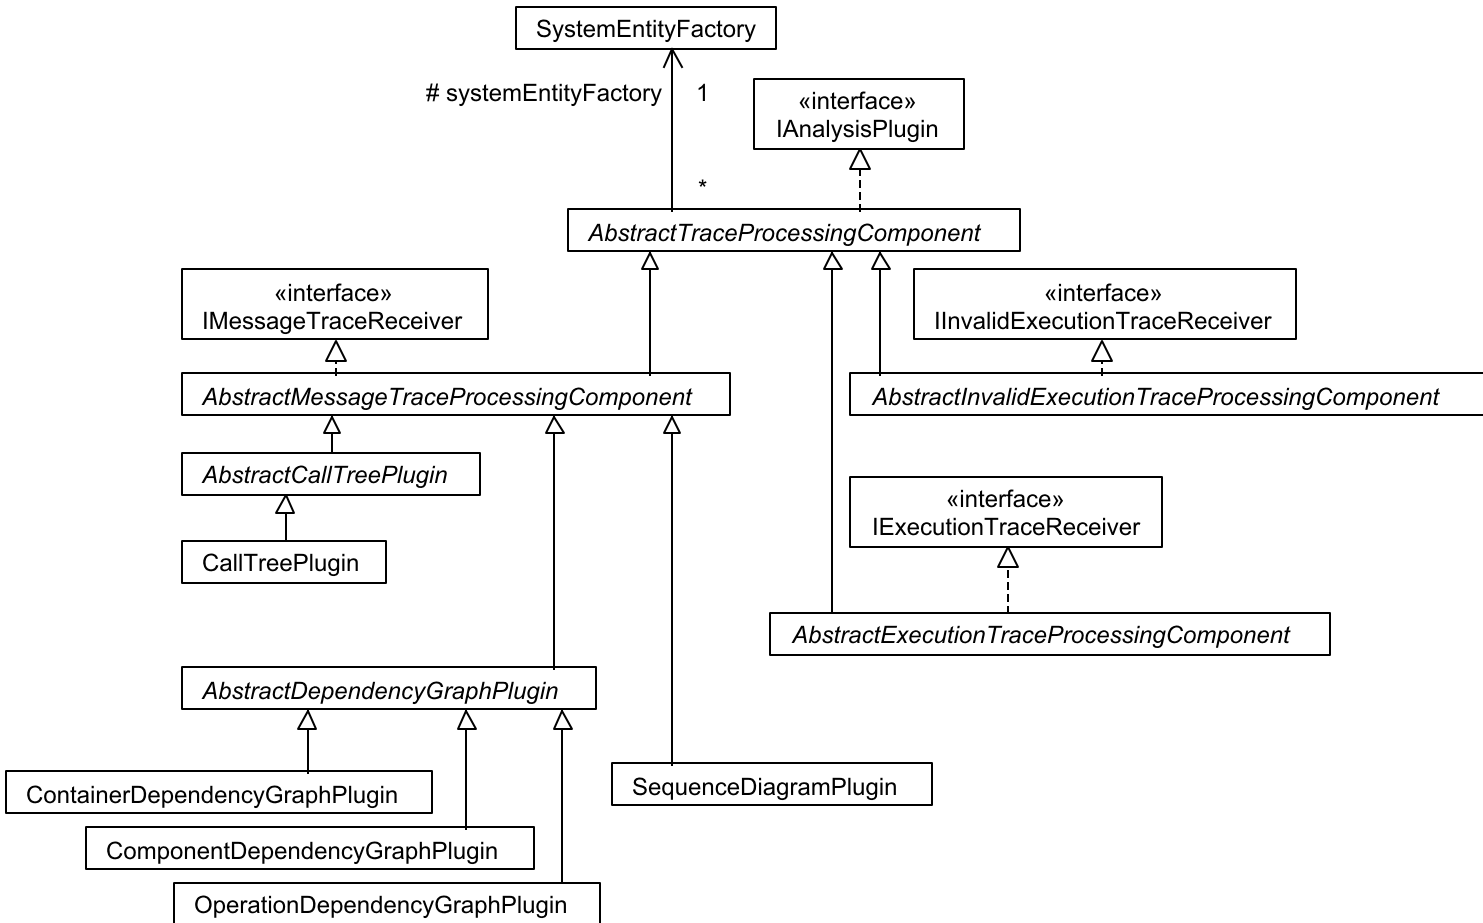 SystemEntityFactory
# systemEntityFactory
1
«interface»
IAnalysisPlugin
*
AbstractTraceProcessingComponent
«interface»
IMessageTraceReceiver
«interface»
IInvalidExecutionTraceReceiver
AbstractMessageTraceProcessingComponent
AbstractInvalidExecutionTraceProcessingComponent
AbstractCallTreePlugin
«interface»
IExecutionTraceReceiver
CallTreePlugin
AbstractExecutionTraceProcessingComponent
AbstractDependencyGraphPlugin
ContainerDependencyGraphPlugin
SequenceDiagramPlugin
ComponentDependencyGraphPlugin
OperationDependencyGraphPlugin